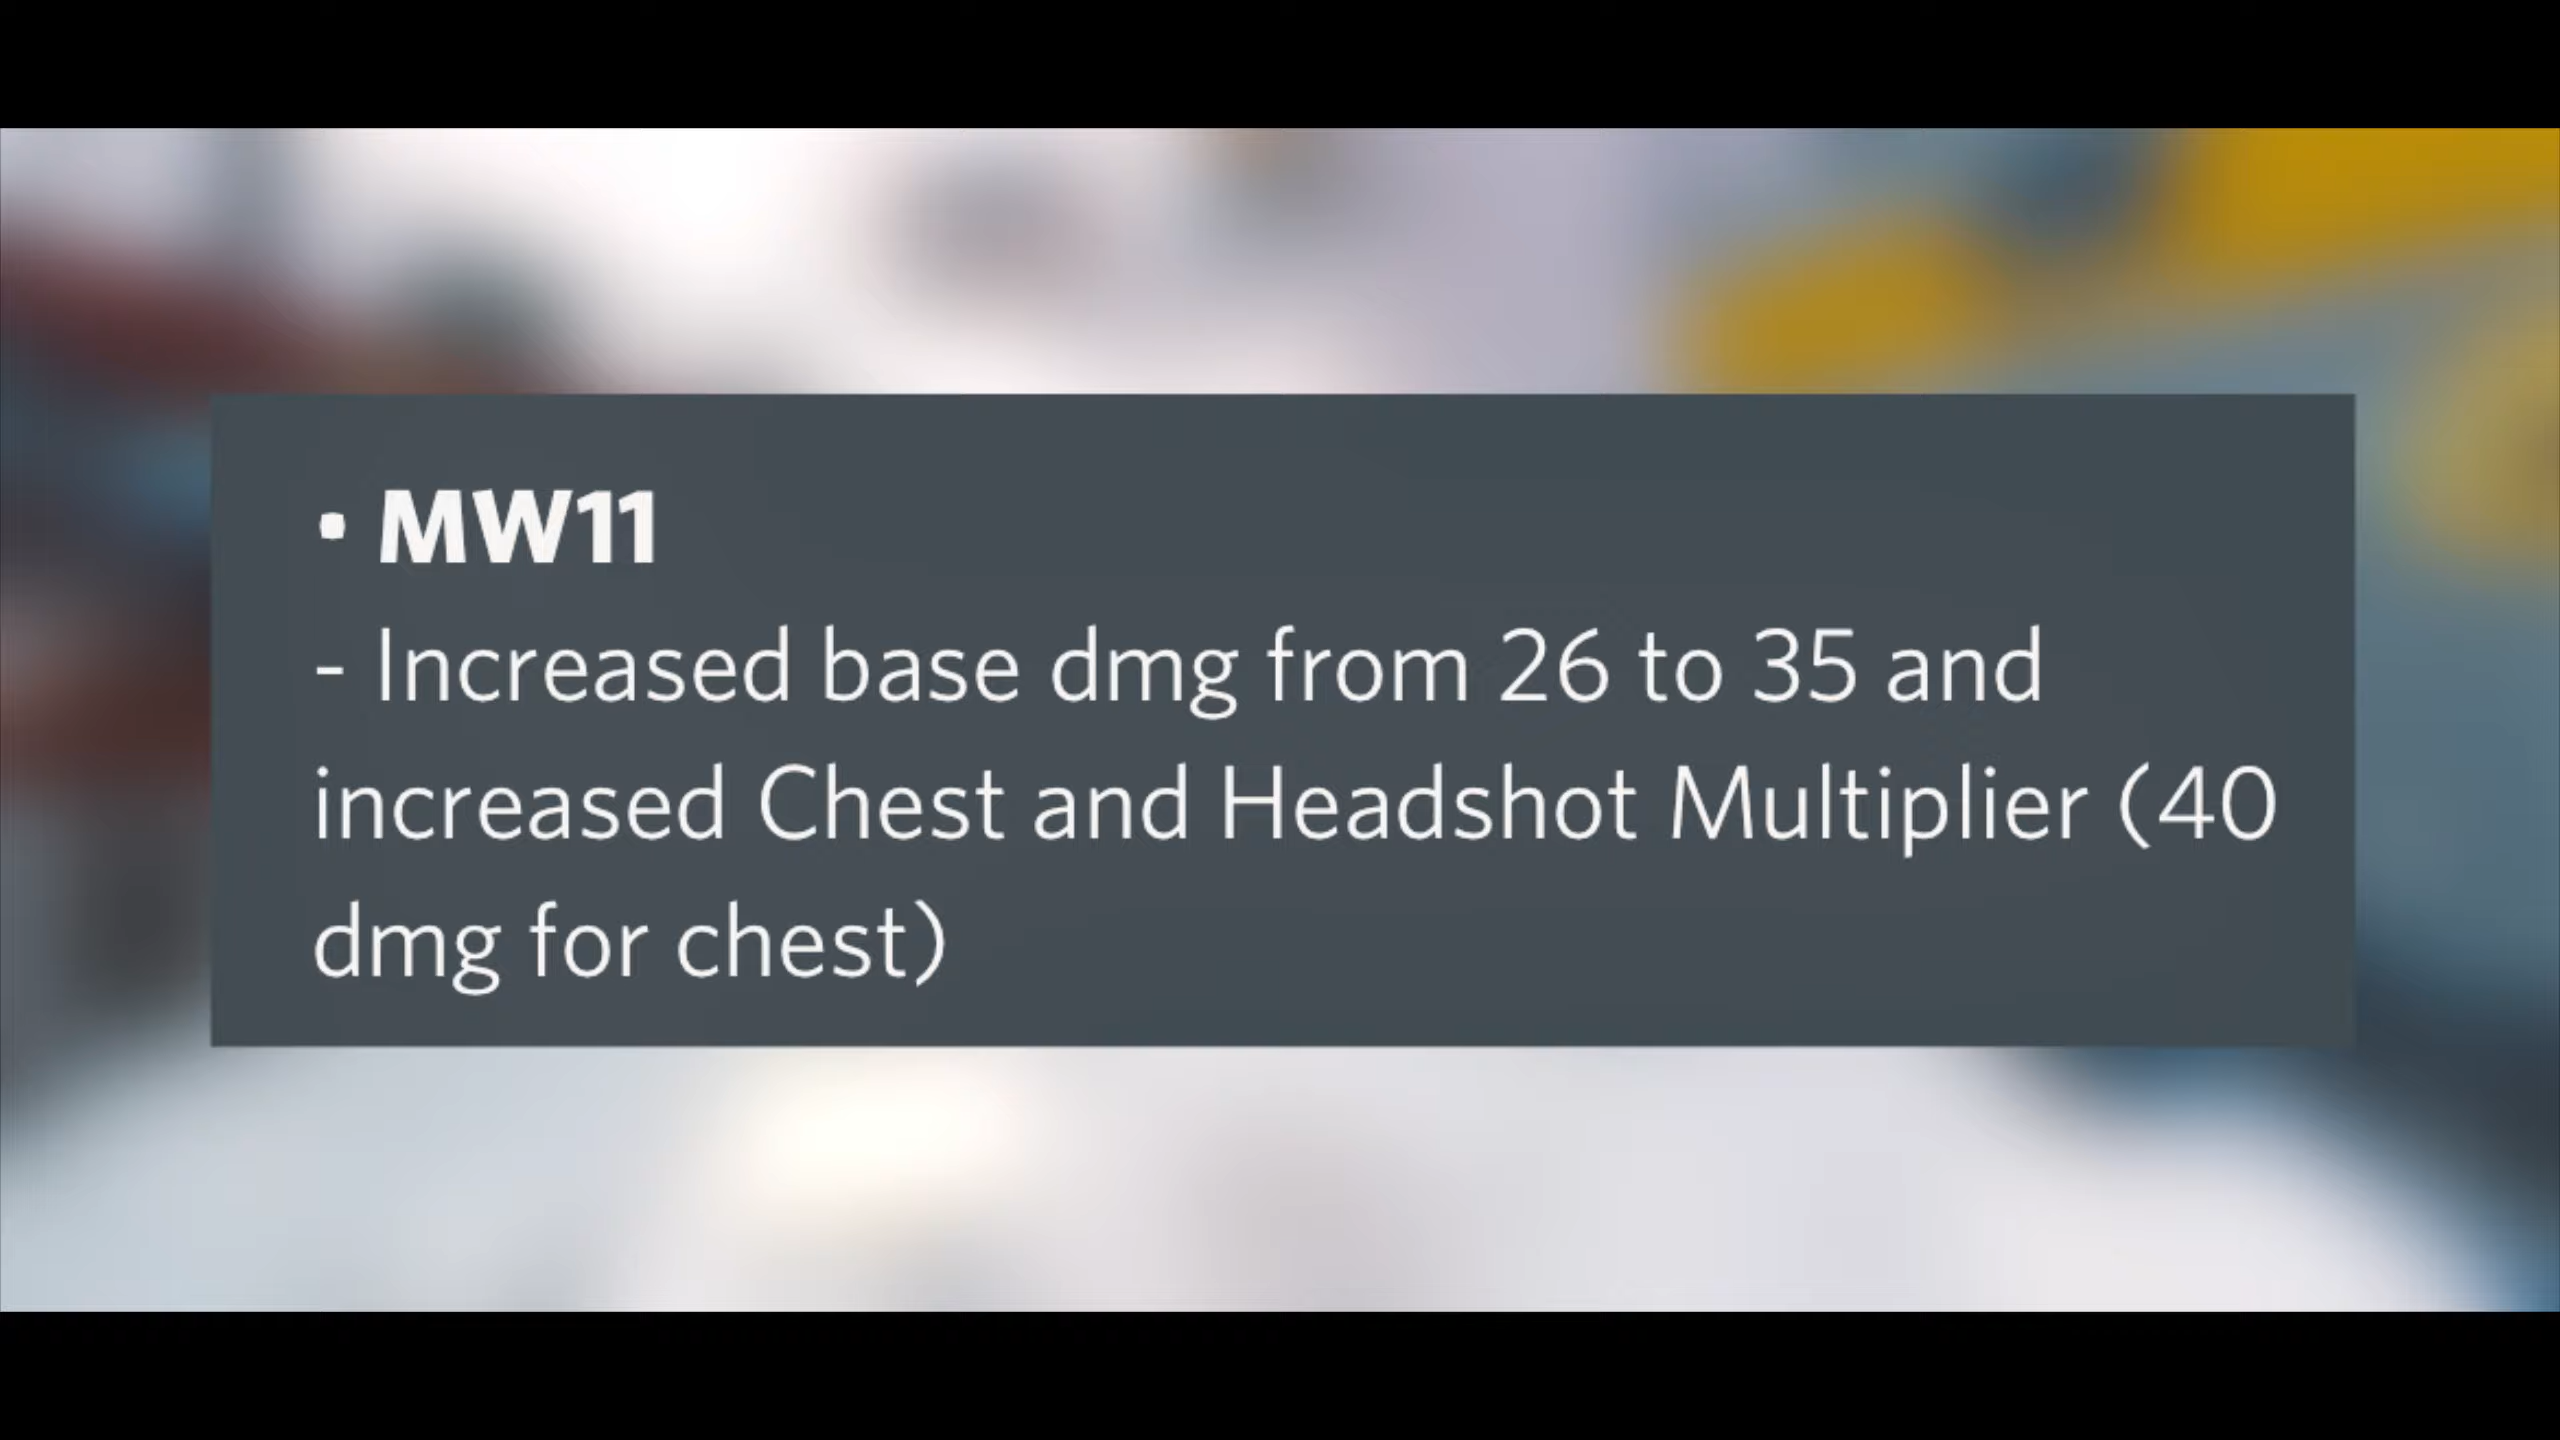 • MW11
- Increased base dmg from 26 to 35 and
increased Chest and Headshot Multiplier (40
dmg for chest)